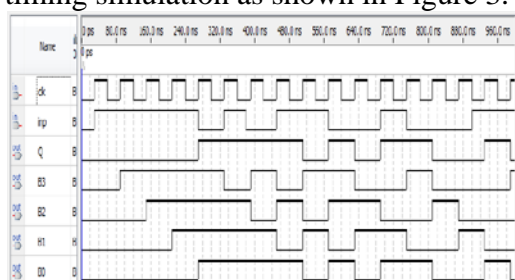 timing simulation as shown in Figure 3.
0 ps 80.0 ns 160.0 ns 240.0 ns 320.0 ns 400.0 ns 480.0 ns 560.0 ns 640.0 ns 720.0 ns 800.0 ns 880.0 ns 960.0 ns
Name
0 ps
clk B
inp B
Q B
B3 B
B2 B
B1
B0